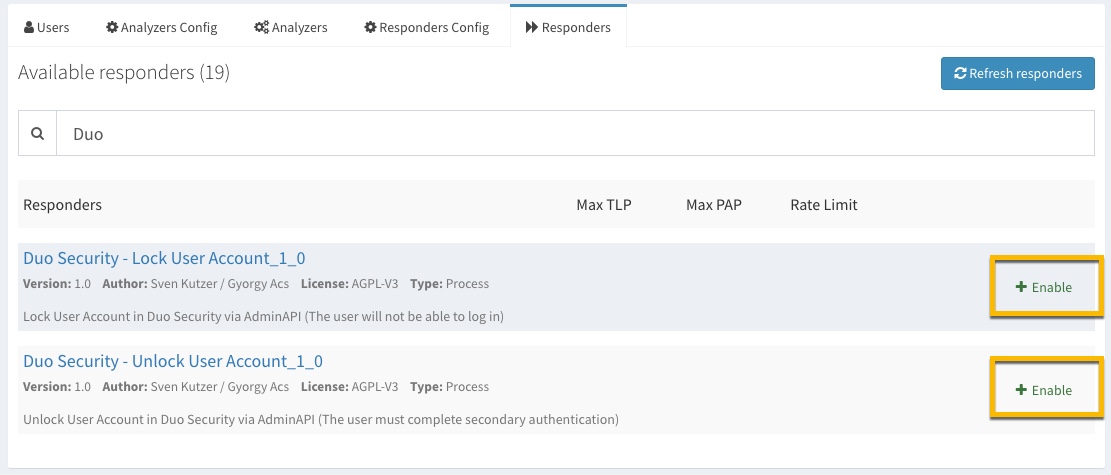 Users Analyzers Config Analyzers Responders Config Responders
Available responders (19) Refresh responders
Duo
Responders Max TLP Max PAP Rate Limit
Duo Security - Lock User Account_1_0
Version: 1.0 Author: Sven Kutzer / Gyorgy Acs License: AGPL-V3 Type: Process
Enable
Lock User Account in Duo Security via AdminAPI (The user will not be able to log in)
Duo Security - Unlock User Account_1_0
Version: 1.0 Author: Sven Kutzer / Gyorgy Acs License: AGPL-V3 Type: Process
Enable
Unlock User Account in Duo Security via AdminAPI (The user must complete secondary authentication)